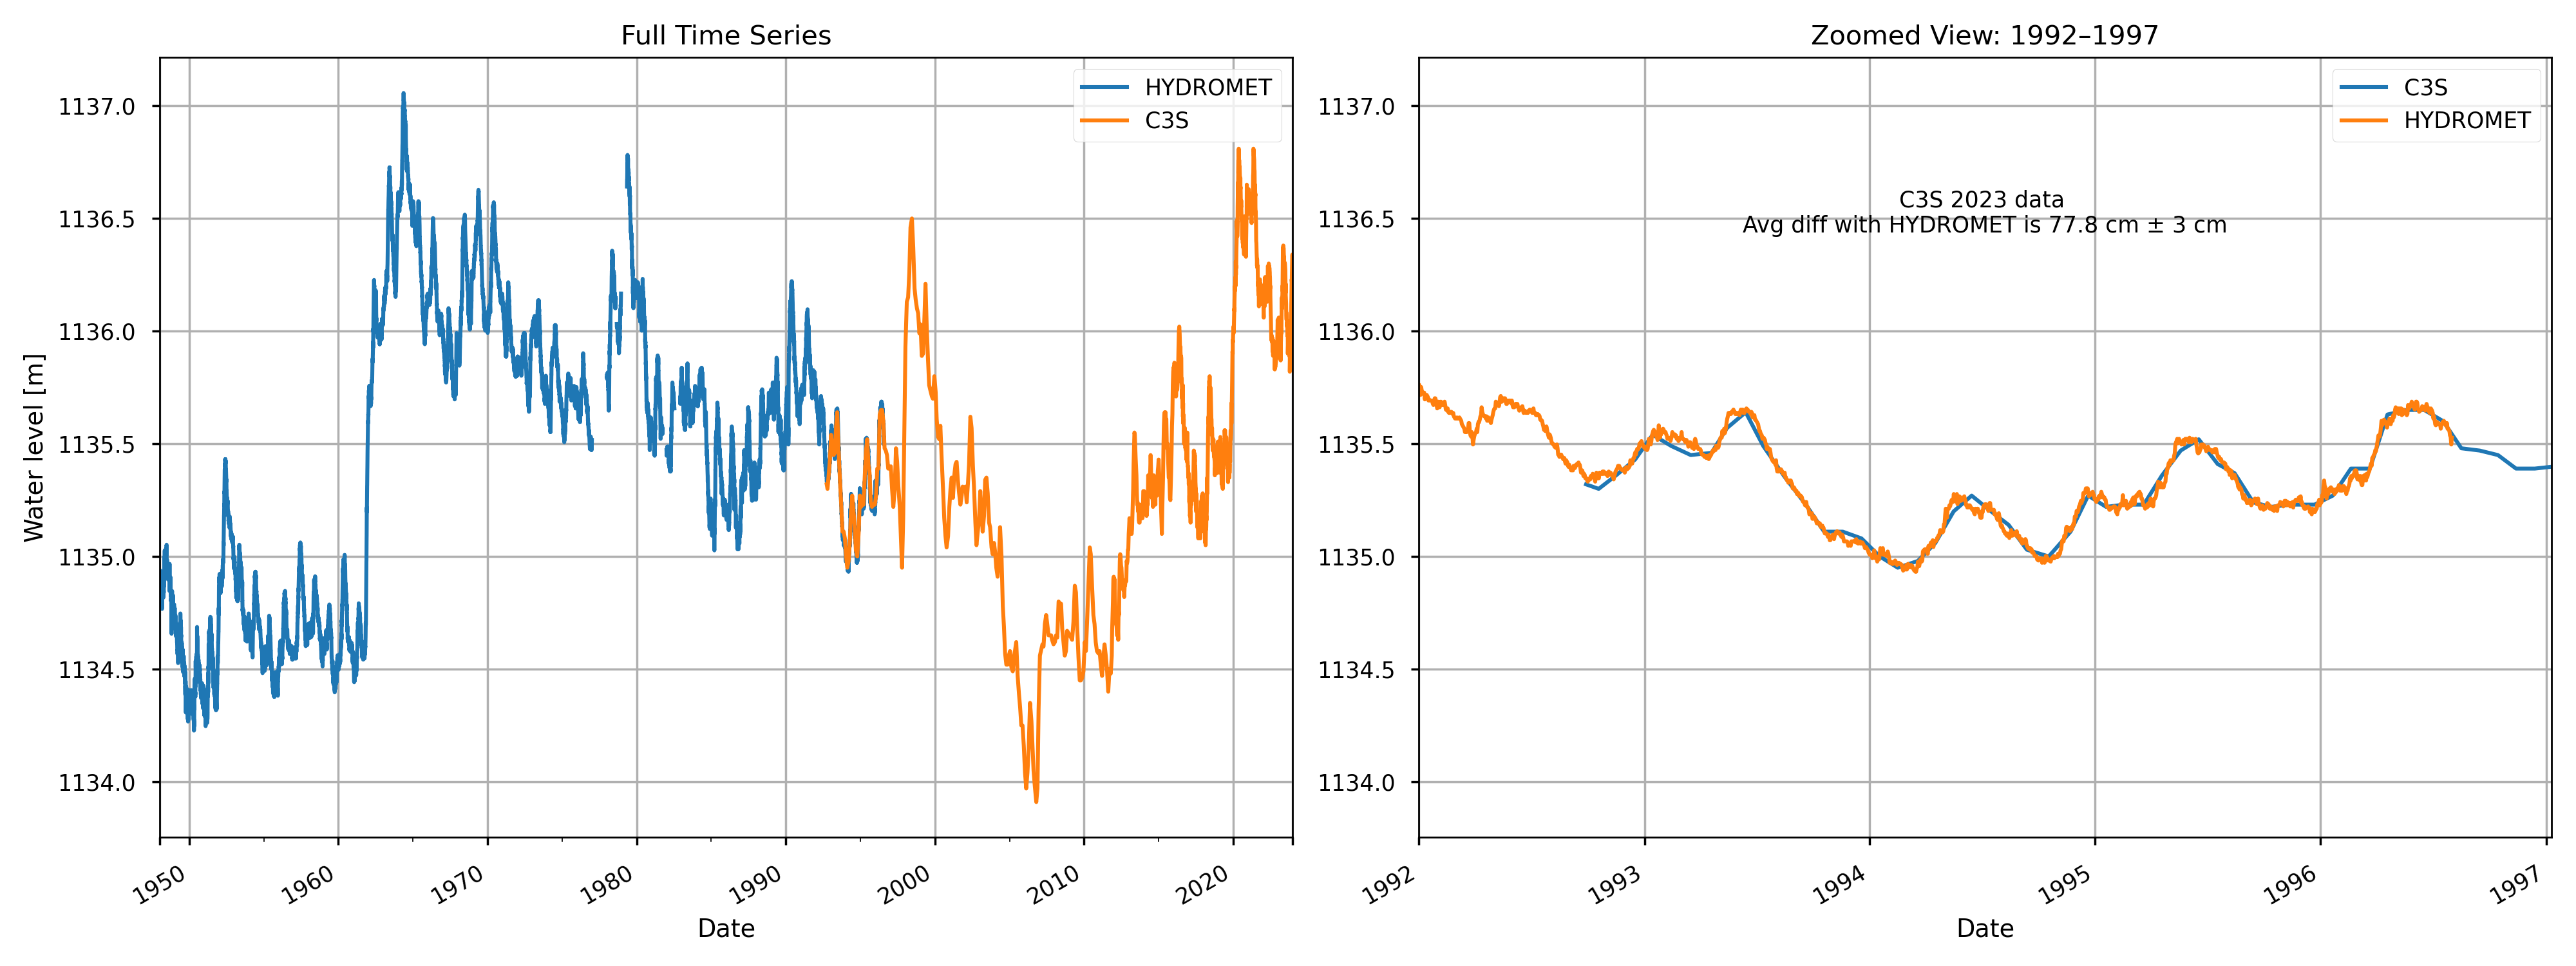 Full Time Series
HYDROMET
C3S
1137.0
1136.5
1136.0
1135.5
1135.0
1134.5
1134.0
Water level [m]
1950
1960
1970
1980
1990
2000
2010
2020
Date
Zoomed View: 1992–1997
C3S
HYDROMET
C3S 2023 data
Avg diff with HYDROMET is 77.8 cm ± 3 cm
1137.0
1136.5
1136.0
1135.5
1135.0
1134.5
1134.0
1992
1993
1994
1995
1996
1997
Date